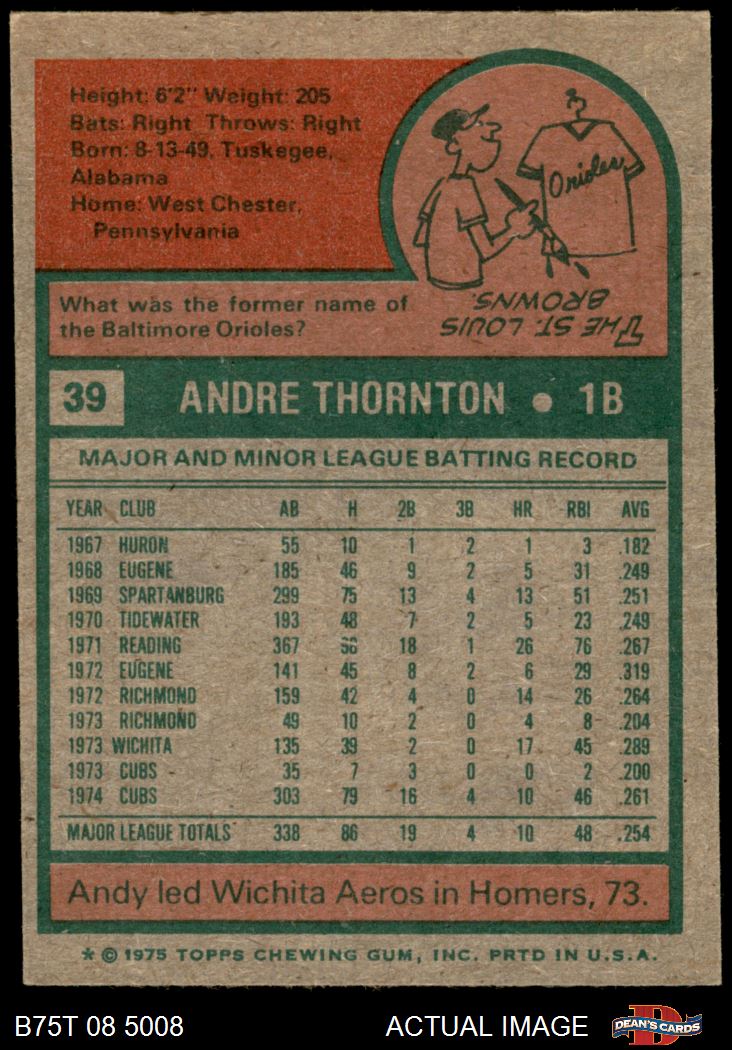 Height: 6'2" Weight: 205
Bats: Right Throws: Right
Born: 8-13-49, Tuskegee,
Alabama
Home: West Chester,
Pennsylvania
Orioles
THE ST. LOUIS
BROWNS.
What was the former name of
the Baltimore Orioles?
39 ANDRE THORNTON • 1B
MAJOR AND MINOR LEAGUE BATTING RECORD
YEAR CLUB AB H 2B 3B HR RBI AVG
1967 HURON 55 10 1 2 1 3 .182
1968 EUGENE 185 46 9 2 5 31 .249
1969 SPARTANBURG 299 75 13 4 13 51 .251
1970 TIDEWATER 193 48 7 2 5 23 .249
1971 READING 367 18 1 26 76 .267
1972 EUGENE 141 45 8 2 6 29 .319
1972 RICHMOND 159 42 4 0 14 26 .264
1973 RICHMOND 49 10 2 0 4 8 .204
1973 WICHITA 135 39 2 0 17 45 .289
1973 CUBS 35 7 3 0 0 2 .200
1974 CUBS 303 79 16 4 10 46 .261
MAJOR LEAGUE TOTALS 338 86 19 4 10 48 .254
Andy led Wichita Aeros in Homers, 73.
* © 1975 TOPPS CHEWING GUM, INC. PRTD IN U.S.A.
B75T 08 5008 ACTUAL IMAGE D DEAN'S CARDS